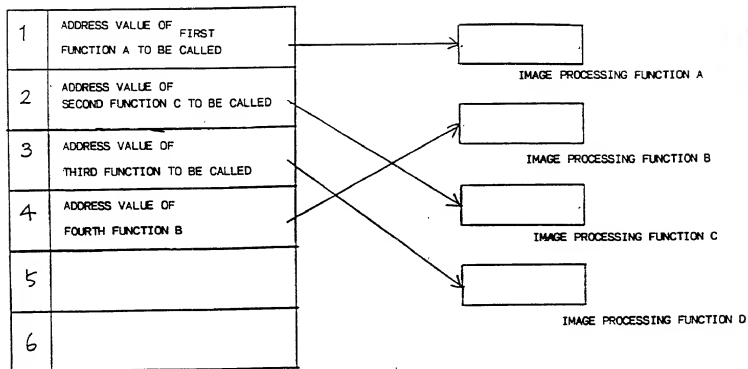 1
ADDRESS VALUE OF FIRST
FUNCTION A TO BE CALLED
2
ADDRESS VALUE OF
SECOND FUNCTION C TO BE CALLED
3
ADDRESS VALUE OF
THIRD FUNCTION TO BE CALLED
4
ADDRESS VALUE OF
FOURTH FUNCTION B
5
6
IMAGE PROCESSING FUNCTION A
IMAGE PROCESSING FUNCTION B
IMAGE PROCESSING FUNCTION C
IMAGE PROCESSING FUNCTION D